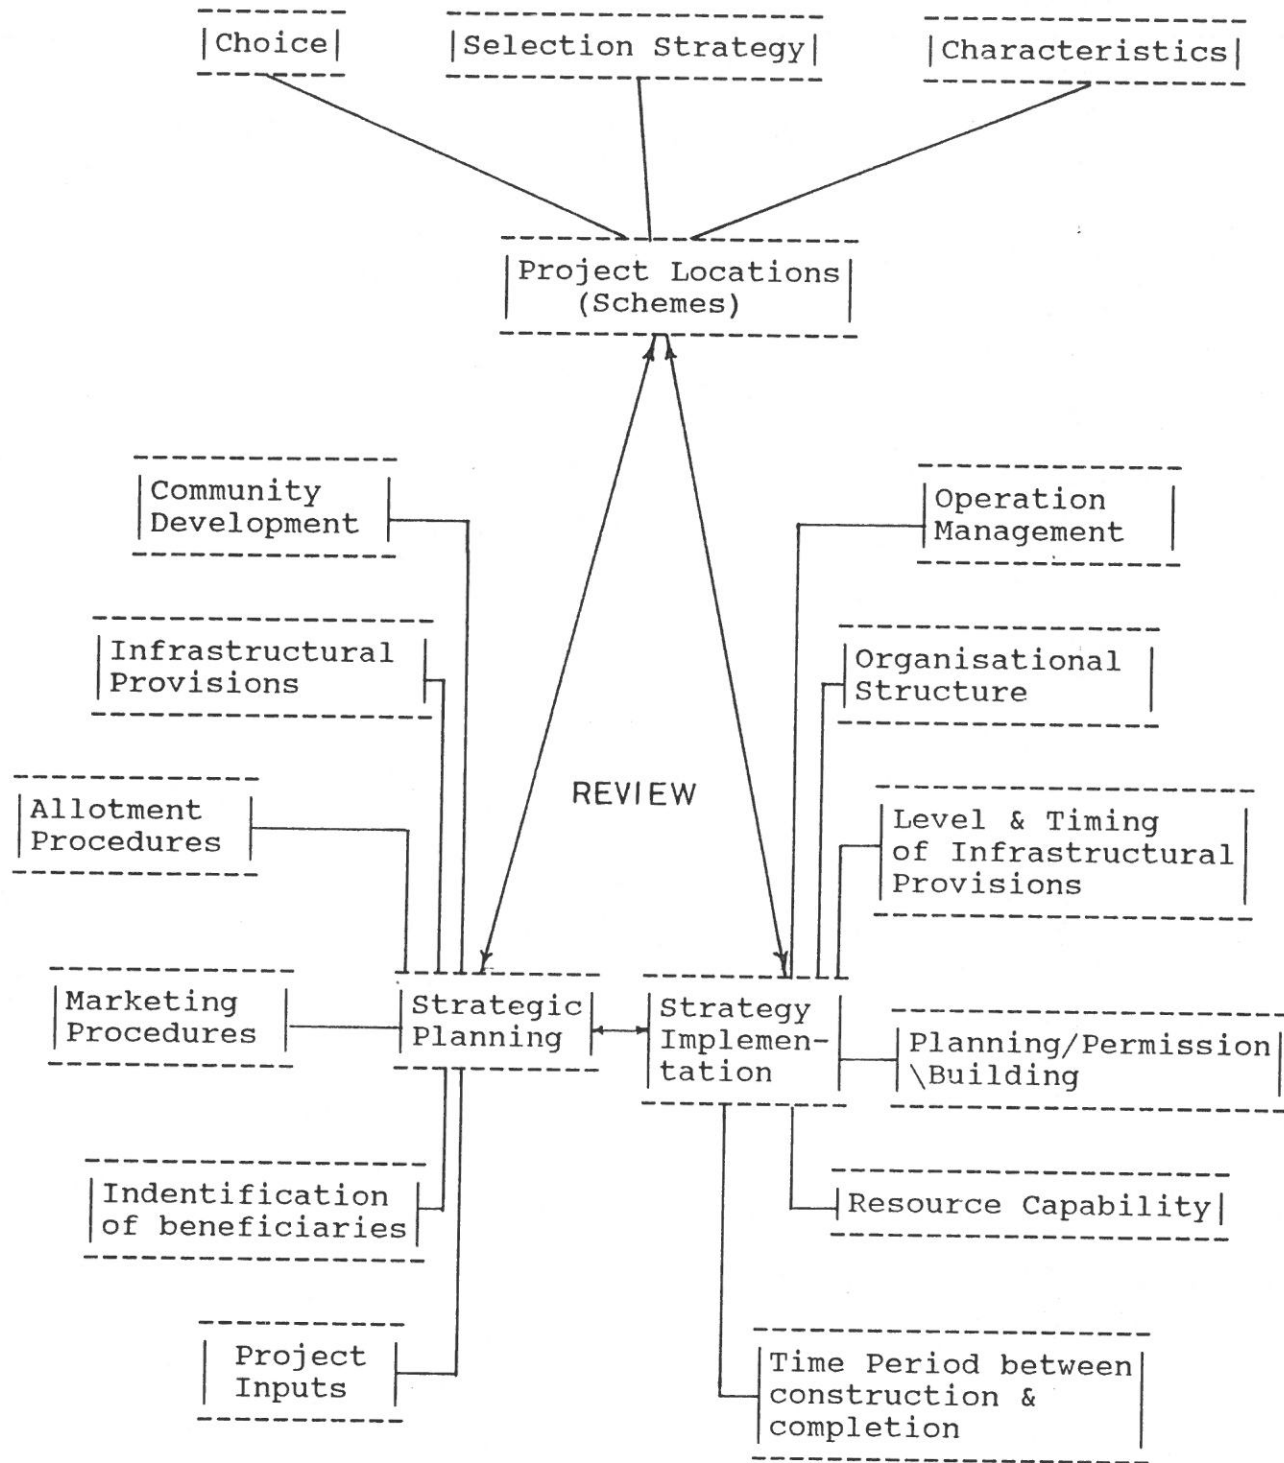 Choice
Selection Strategy
Characteristics
Project Locations
(Schemes)
Community
Development
Operation
Management
Infrastructural
Provisions
Organisational
Structure
REVIEW
Allotment
Procedures
Level & Timing
of Infrastructural
Provisions
Marketing
Procedures
Strategic
Planning
Strategy
Implemen-
tation
Planning/Permission
\Building
Indentification
of beneficiaries
Resource Capability
Project
Inputs
Time Period between
construction &
completion